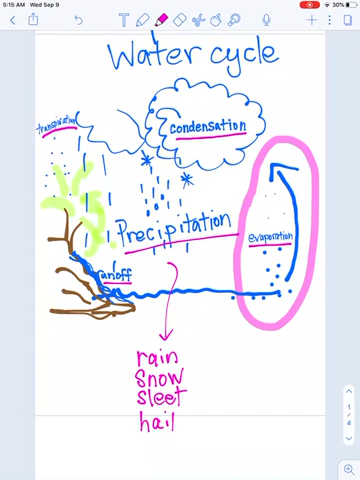 5:15 AM Sun Sep 9
30%
Water cycle
transpiration
condensation
Precipitation
evaporation
runoff
rain
snow
sleet
hail
1
4